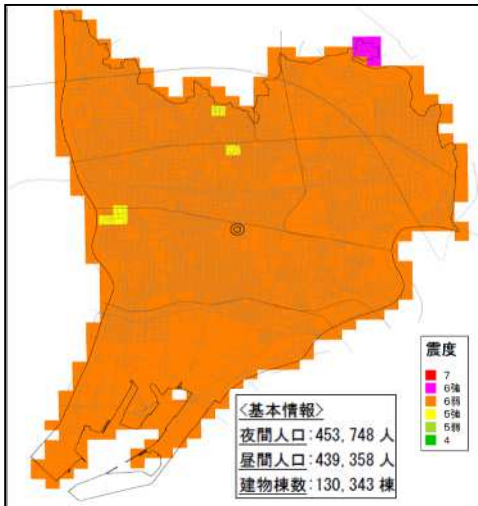 震度
7
6強
6弱
5強
5弱
4
<基本情報>
夜間人口:453,748 人
昼間人口:439,358 人
建物棟数:130,343 棟